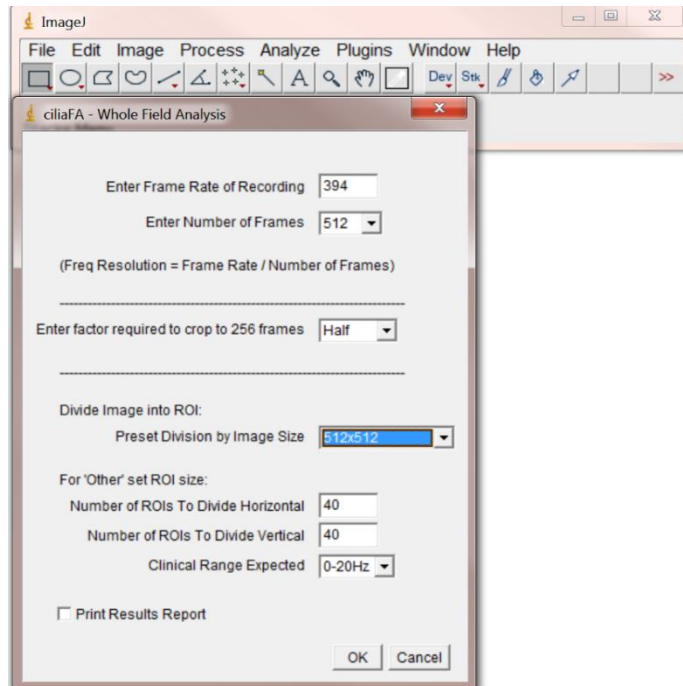 ImageJ
File Edit Image Process Analyze Plugins Window Help
A Dev Stk >>
ciliaFA - Whole Field Analysis
Enter Frame Rate of Recording 394
Enter Number of Frames 512
(Freq Resolution = Frame Rate / Number of Frames)
Enter factor required to crop to 256 frames Half
Divide Image into ROI:
Preset Division by Image Size 512x512
For 'Other' set ROI size:
Number of ROIs To Divide Horizontal 40
Number of ROIs To Divide Vertical 40
Clinical Range Expected 0-20Hz
Print Results Report
OK Cancel